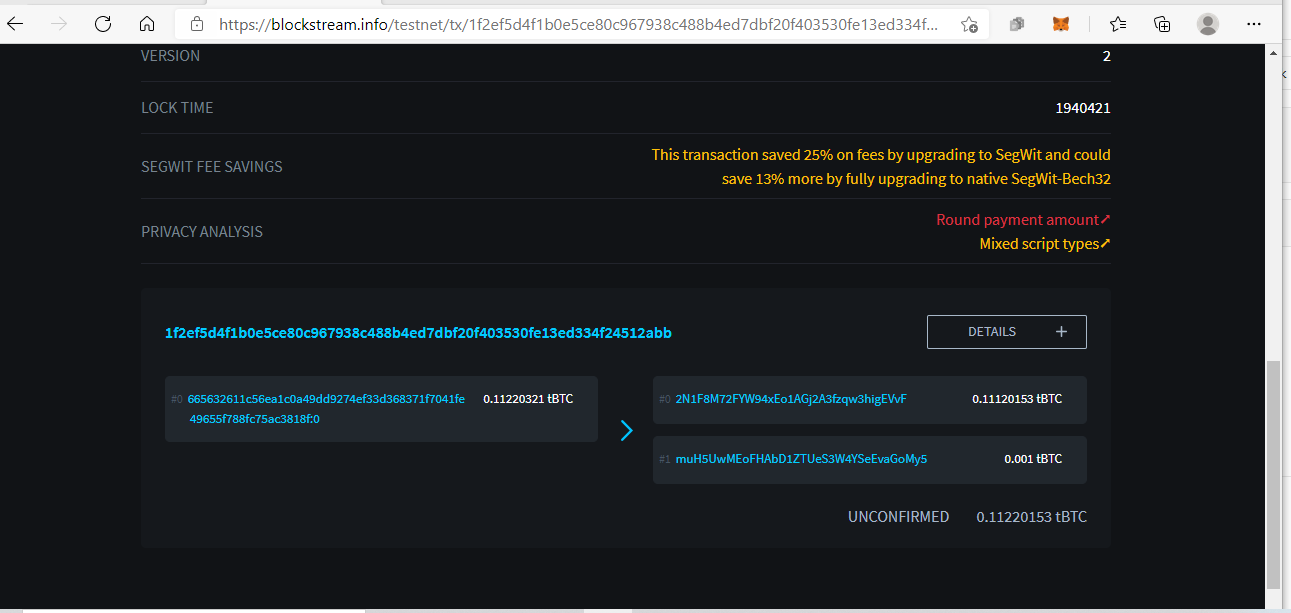 https://blockstream.info/testnet/tx/1f2ef5d4f1b0e5ce80c967938c488b4ed7dbf20f403530fe13ed334f...
VERSION 2
LOCK TIME 1940421
SEGWIT FEE SAVINGS This transaction saved 25% on fees by upgrading to SegWit and could
save 13% more by fully upgrading to native SegWit-Bech32
PRIVACY ANALYSIS Round payment amount
Mixed script types
1f2ef5d4f1b0e5ce80c967938c488b4ed7dbf20f403530fe13ed334f24512abb
DETAILS +
#0 665632611c56ea1c0a49dd9274ef33d368371f7041fe 0.11220321 tBTC
49655f788fc75ac3818f:0
#0 2N1F8M72FYW94xEo1AGj2A3fzqw3higEVvF 0.11120153 tBTC
#1 muH5UwMEoFHAbD1ZTUeS3W4YSeEvaGoMy5 0.001 tBTC
UNCONFIRMED 0.11220153 tBTC